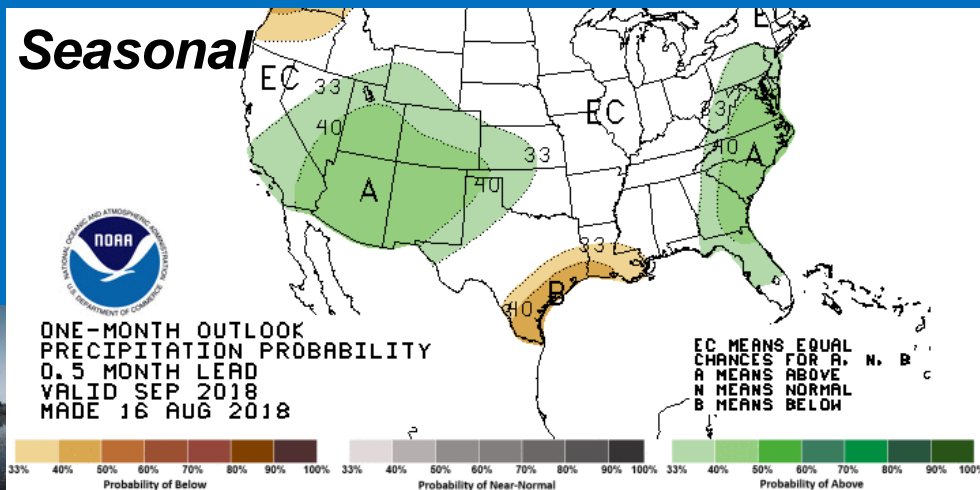 Seasonal
E
EC
33
40
A
40
33
EC
33
40
A
33
B
40
NATIONAL OCEANIC AND ATMOSPHERIC ADMINISTRATION
NOAA
U.S. DEPARTMENT OF COMMERCE
ONE-MONTH OUTLOOK
PRECIPITATION PROBABILITY
0.5 MONTH LEAD
VALID SEP 2018
MADE 16 AUG 2018
EC MEANS EQUAL
CHANCES FOR A, N, B
A MEANS ABOVE
N MEANS NORMAL
B MEANS BELOW
33% 40% 50% 60% 70% 80% 90% 100%
Probability of Below
33% 40% 50% 60% 70% 80% 90% 100%
Probability of Near-Normal
33% 40% 50% 60% 70% 80% 90% 100%
Probability of Above